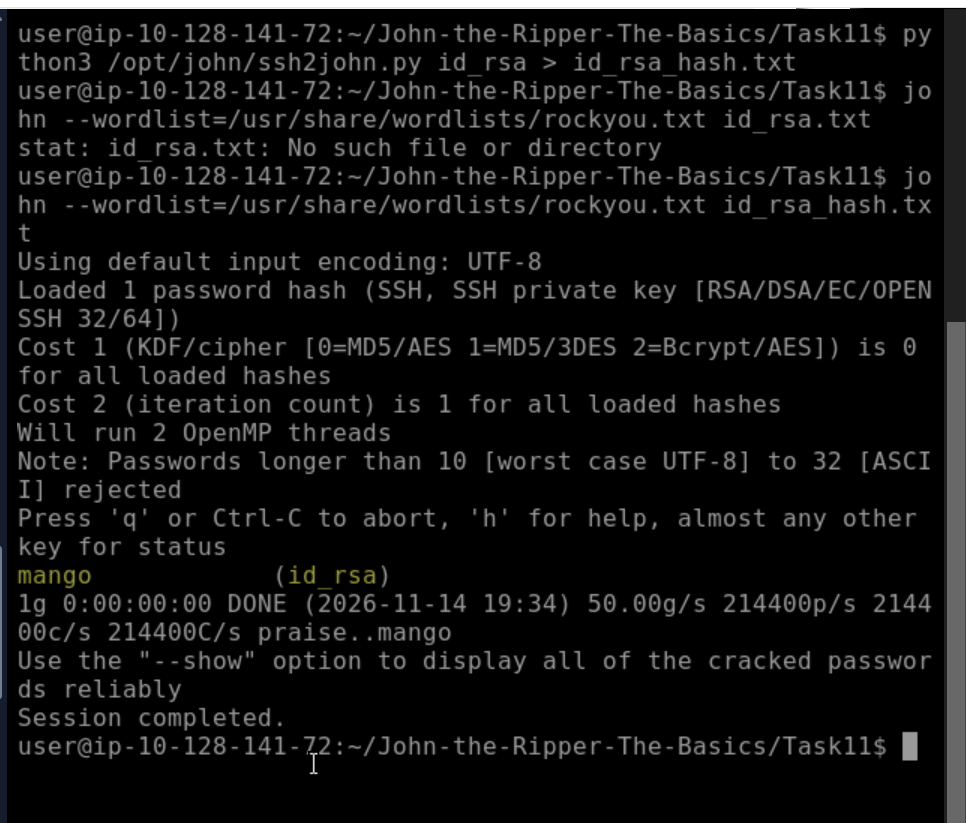 user@ip-10-128-141-72:~/John-the-Ripper-The-Basics/Task11$ py
thon3 /opt/john/ssh2john.py id_rsa > id_rsa_hash.txt
user@ip-10-128-141-72:~/John-the-Ripper-The-Basics/Task11$ jo
hn --wordlist=/usr/share/wordlists/rockyou.txt id_rsa.txt
stat: id_rsa.txt: No such file or directory
user@ip-10-128-141-72:~/John-the-Ripper-The-Basics/Task11$ jo
hn --wordlist=/usr/share/wordlists/rockyou.txt id_rsa_hash.tx
t
Using default input encoding: UTF-8
Loaded 1 password hash (SSH, SSH private key [RSA/DSA/EC/OPEN
SSH 32/64])
Cost 1 (KDF/cipher [0=MD5/AES 1=MD5/3DES 2=Bcrypt/AES]) is 0
for all loaded hashes
Cost 2 (iteration count) is 1 for all loaded hashes
Will run 2 OpenMP threads
Note: Passwords longer than 10 [worst case UTF-8] to 32 [ASCI
I] rejected
Press 'q' or Ctrl-C to abort, 'h' for help, almost any other
key for status
mango            (id_rsa)
1g 0:00:00:00 DONE (2026-11-14 19:34) 50.00g/s 214400p/s 2144
00c/s 214400C/s praise..mango
Use the "--show" option to display all of the cracked passwor
ds reliably
Session completed.
user@ip-10-128-141-72:~/John-the-Ripper-The-Basics/Task11$